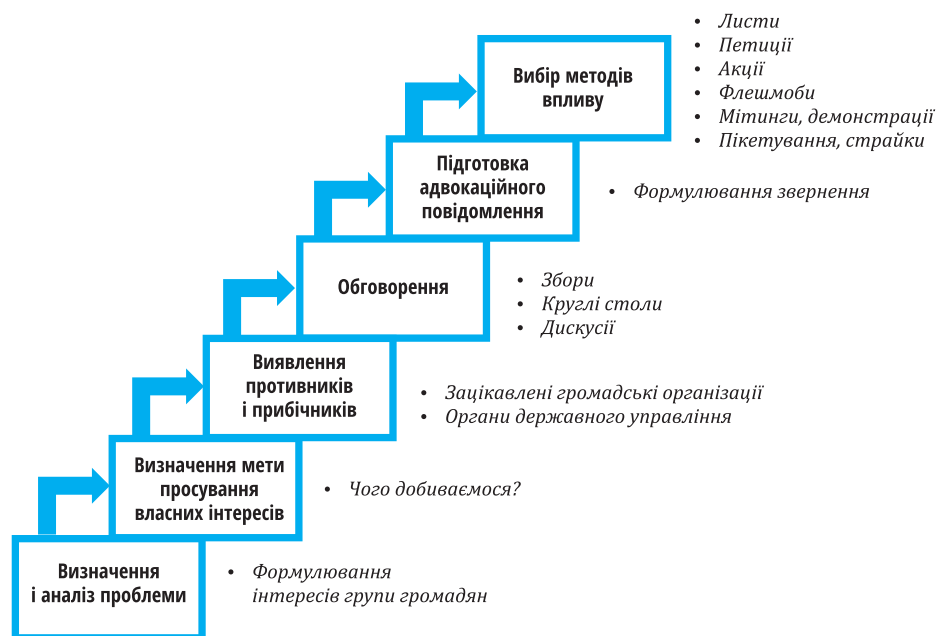 • Листи
• Петиції
• Акції
• Флешмоби
• Мітинги, демонстрації
• Пікетування, страйки
Вибір методів
впливу
Підготовка
адвокаційного
повідомлення
• Формулювання звернення
Обговорення
• Збори
• Круглі столи
• Дискусії
Виявлення
противників
і прибічників
• Зацікавлені громадські організації
• Органи державного управління
Визначення мети
просування
власних інтересів
• Чого добиваємося?
Визначення
і аналіз проблеми
• Формулювання
інтересів групи громадян